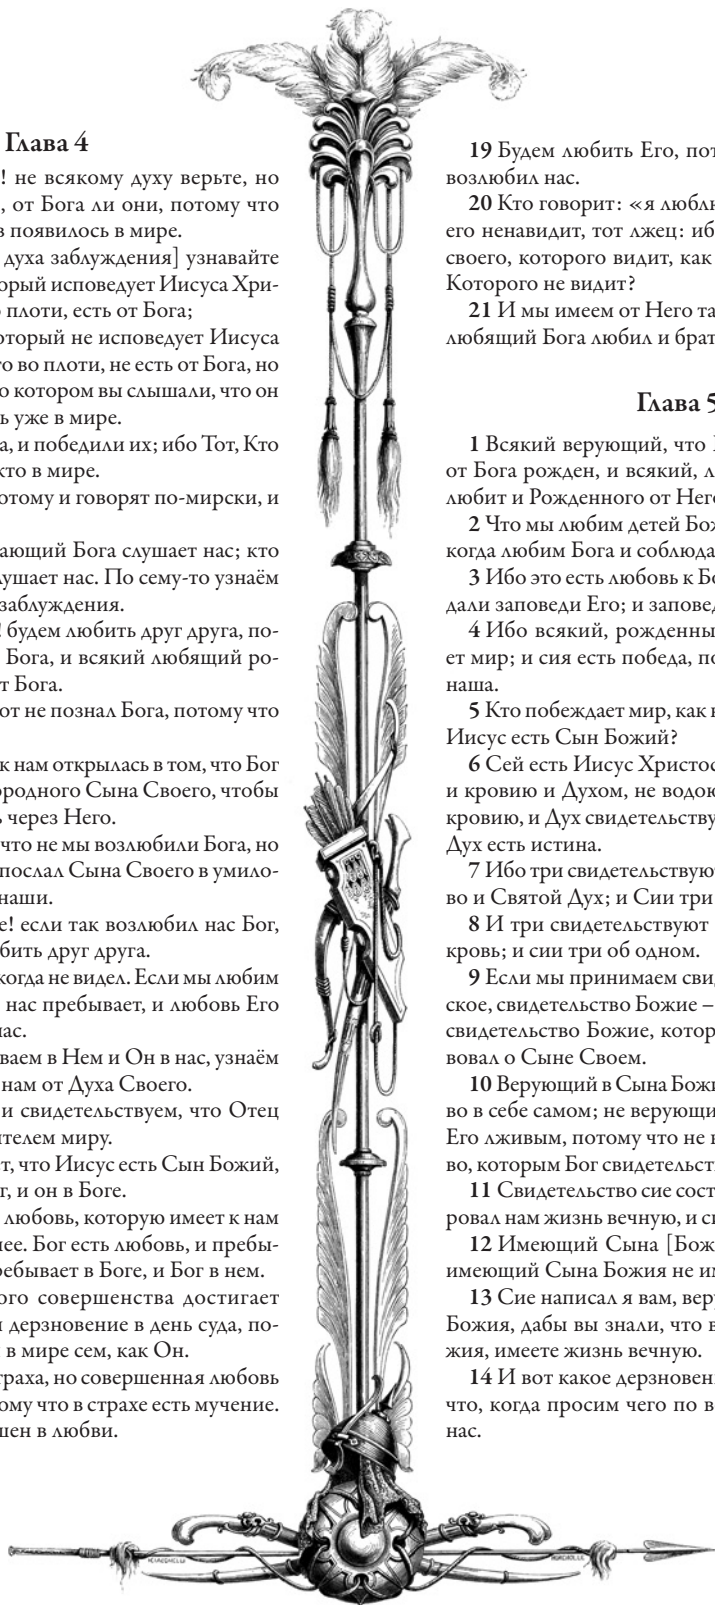 Глава 4
! не всякому духу верьте, но
, от Бога ли они, потому что
в появилось в мире.
духа заблуждения] узнавайте
орый исповедует Иисуса Хри-
о плоти, есть от Бога;
оторый не исповедует Иисуса
го во плоти, не есть от Бога, но
о котором вы слышали, что он
ь уже в мире.
а, и победили их; ибо Тот, Кто
кто в мире.
отому и говорят по-мирски, и
ающий Бога слушает нас; кто
лушает нас. По сему-то узнаём
заблуждения.
! будем любить друг друга, по-
Бога, и всякий любящий ро-
т Бога.
от не познал Бога, потому что
к нам открылась в том, что Бог
ородного Сына Своего, чтобы
ь через Него.
что не мы возлюбили Бога, но
послал Сына Своего в умило-
наши.
е! если так возлюбил нас Бог,
бить друг друга.
когда не видел. Если мы любим
нас пребывает, и любовь Его
нас.
ваем в Нем и Он в нас, узнаём
нам от Духа Своего.
и свидетельствуем, что Отец
ителем миру.
ет, что Иисус есть Сын Божий,
т, и он в Боге.
любовь, которую имеет к нам
нее. Бог есть любовь, и пребы-
ребывает в Боге, и Бог в нем.
ого совершенства достигает
м дерзновение в день суда, по-
в мире сем, как Он.
траха, но совершенная любовь
ому что в страхе есть мучение.
шен в любви.
19 Будем любить Его, пот
возлюбил нас.
20 Кто говорит: «я люблю
его ненавидит, тот лжец: иб
своего, которого видит, как
Которого не видит?
21 И мы имеем от Него та
любящий Бога любил и брат
Глава 5
1 Всякий верующий, что И
от Бога рожден, и всякий, л
любит и Рожденного от Него
2 Что мы любим детей Бож
когда любим Бога и соблюда
3 Ибо это есть любовь к Бо
дали заповеди Его; и заповед
4 Ибо всякий, рожденны
ет мир; и сия есть победа, по
наша.
5 Кто побеждает мир, как н
Иисус есть Сын Божий?
6 Сей есть Иисус Христос
и кровию и Духом, не водою
кровию, и Дух свидетельству
Дух есть истина.
7 Ибо три свидетельствуют
во и Святой Дух; и Сии три
8 И три свидетельствуют
кровь; и сии три об одном.
9 Если мы принимаем свид
ское, свидетельство Божие –
свидетельство Божие, котор
вовал о Сыне Своем.
10 Верующий в Сына Божи
во в себе самом; не верующи
Его лживым, потому что не в
во, которым Бог свидетельст
11 Свидетельство сие сост
ровал нам жизнь вечную, и с
12 Имеющий Сына [Бож
имеющий Сына Божия не им
13 Сие написал я вам, веру
Божия, дабы вы знали, что в
жия, имеете жизнь вечную.
14 И вот какое дерзновени
что, когда просим чего по в
нас.